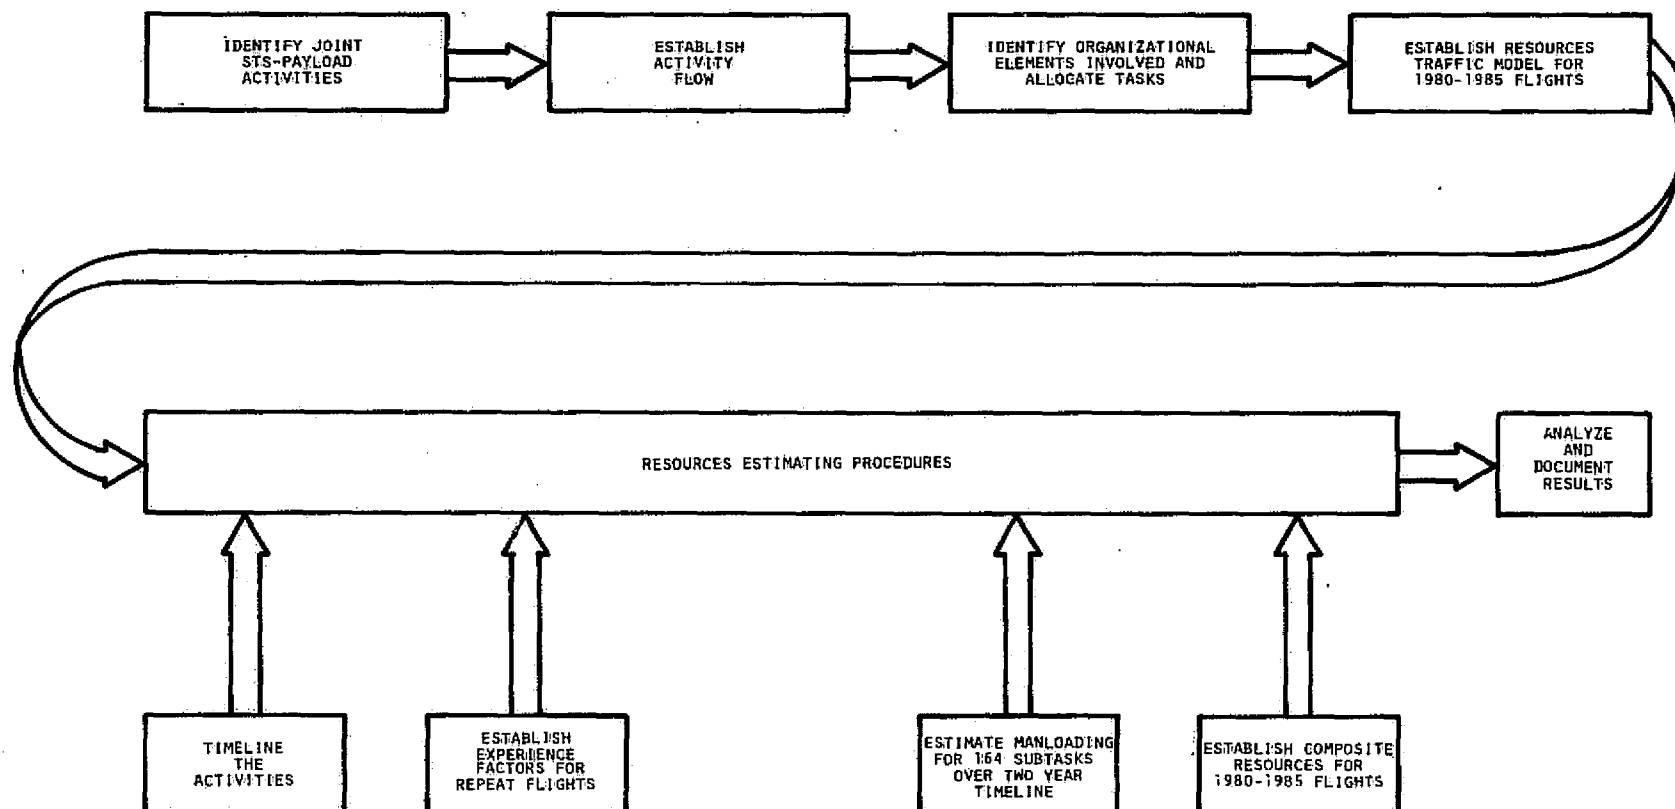 IDENTIFY JOINT
STS-PAYLOAD
ACTIVITIES
ESTABLISH
ACTIVITY
FLOW
IDENTIFY ORGANIZATIONAL
ELEMENTS INVOLVED AND
ALLOCATE TASKS
ESTABLISH RESOURCES
TRAFFIC MODEL FOR
1980-1985 FLIGHTS
RESOURCES ESTIMATING PROCEDURES
ANALYZE
AND
DOCUMENT
RESULTS
TIMELINE
THE
ACTIVITIES
ESTABLISH
EXPERIENCE
FACTORS FOR
REPEAT FLIGHTS
ESTIMATE MANLOADING
FOR 164 SUBTASKS
OVER TWO YEAR
TIMELINE
ESTABLISH COMPOSITE
RESOURCES FOR
1980-1985 FLIGHTS